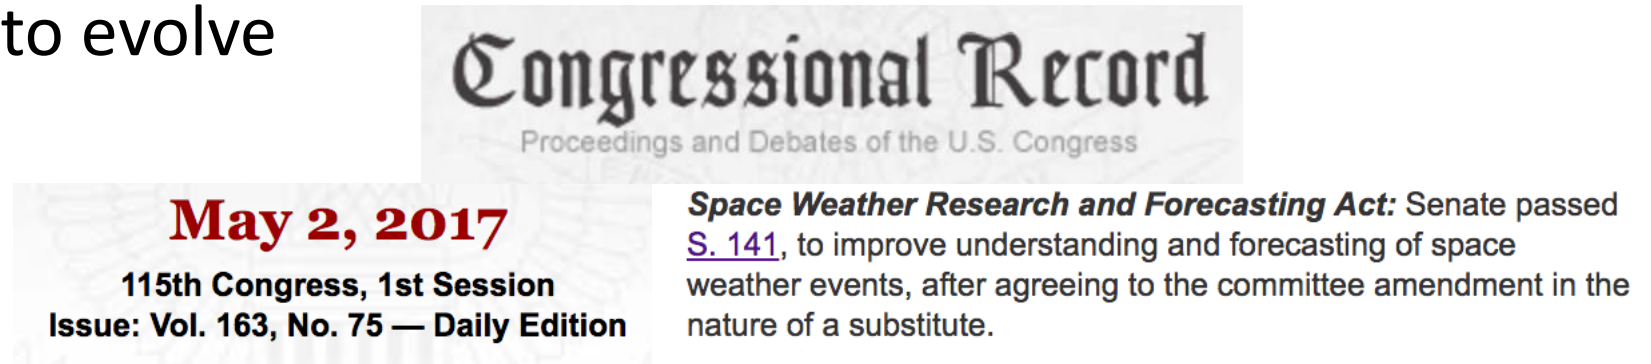 to evolve
Congressional Record
Proceedings and Debates of the U.S. Congress
May 2, 2017
115th Congress, 1st Session
Issue: Vol. 163, No. 75 — Daily Edition
Space Weather Research and Forecasting Act: Senate passed
S. 141, to improve understanding and forecasting of space
weather events, after agreeing to the committee amendment in the
nature of a substitute.